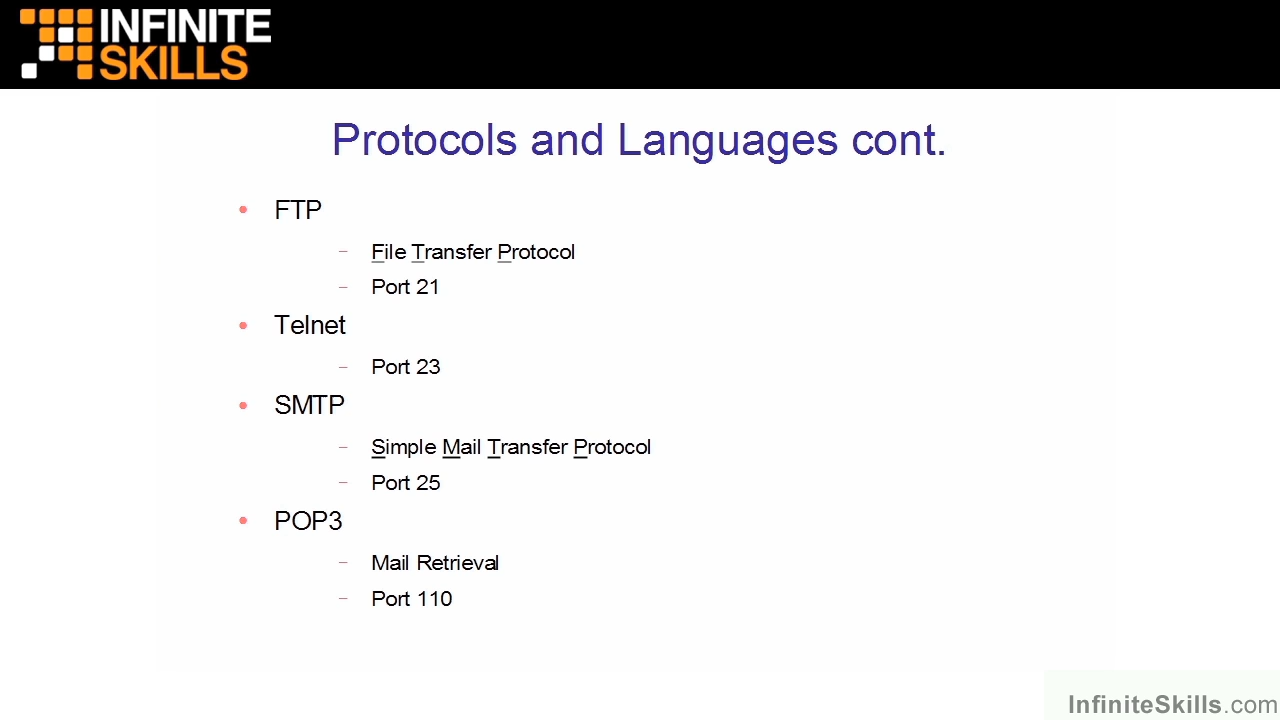 INFINITE
SKILLS
Protocols and Languages cont.
• FTP
– File Transfer Protocol
– Port 21
• Telnet
– Port 23
• SMTP
– Simple Mail Transfer Protocol
– Port 25
• POP3
– Mail Retrieval
– Port 110
InfiniteSkills.com